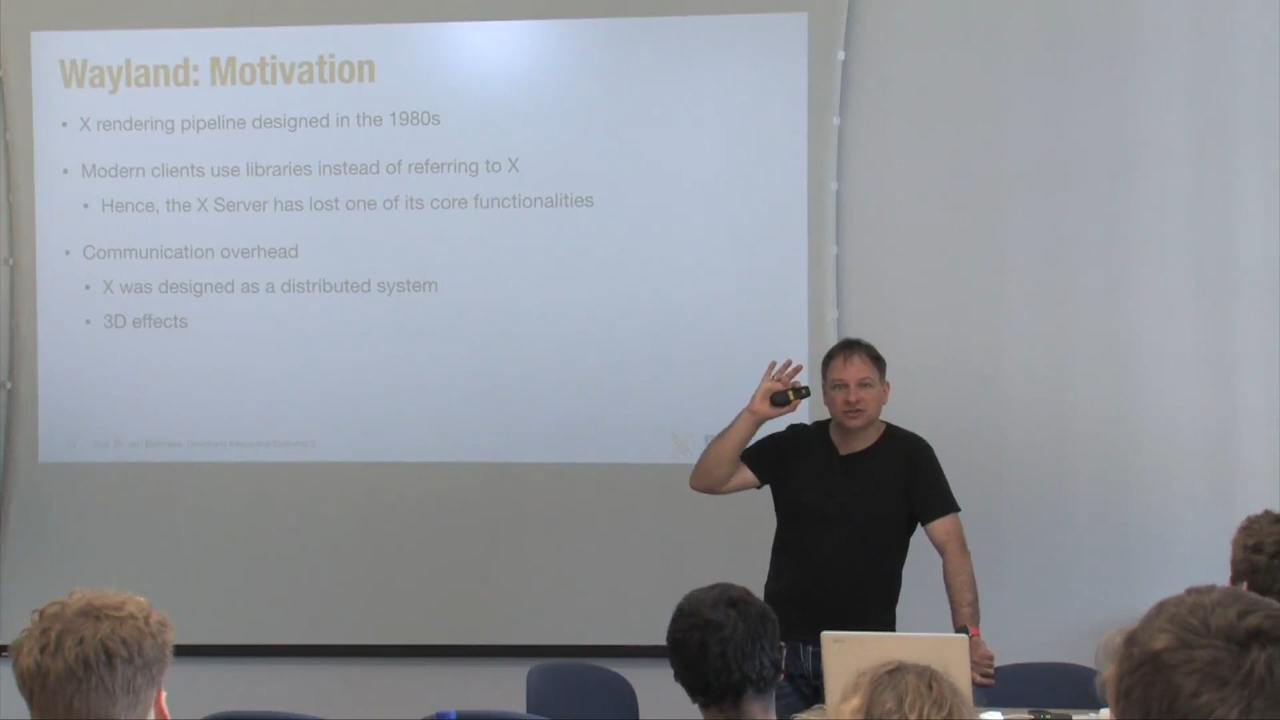 Wayland: Motivation
• X rendering pipeline designed in the 1980s
• Modern clients use libraries instead of referring to X
• Hence, the X Server has lost one of its core functionalities
• Communication overhead
• X was designed as a distributed system
• 3D effects